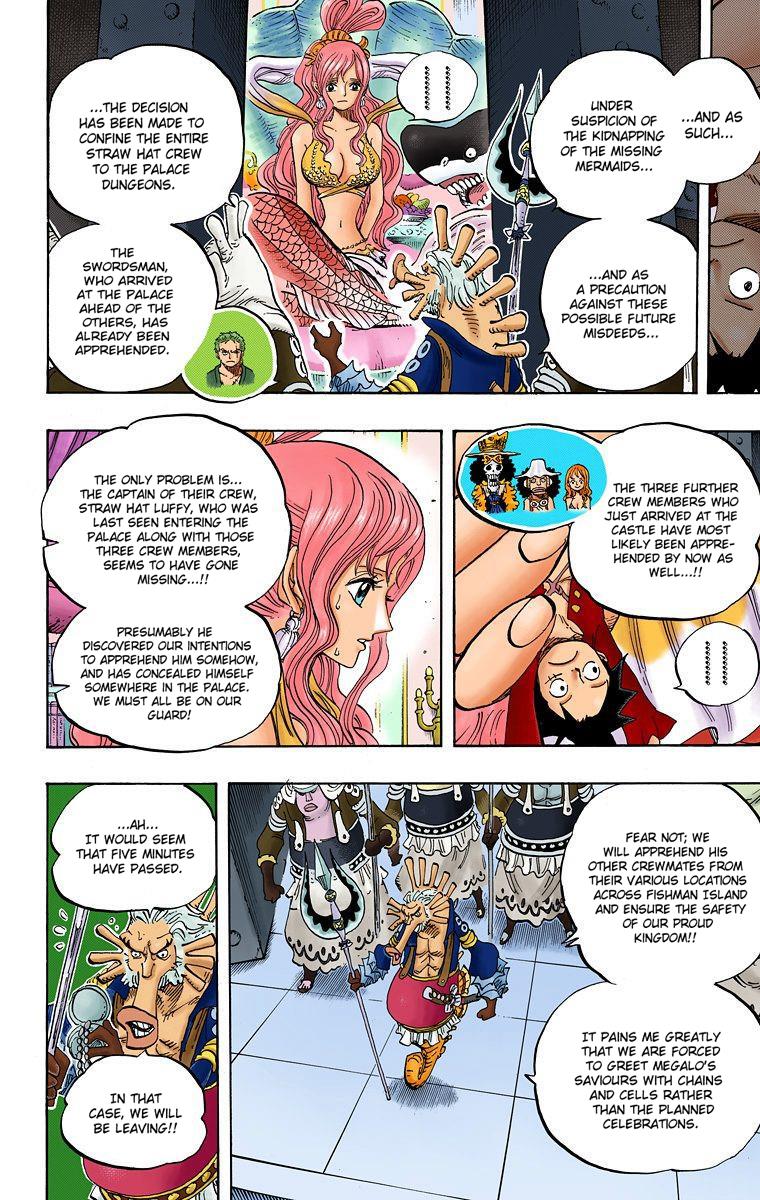 ...AND AS
SUCH...
UNDER
SUSPICION OF
THE KIDNAPPING
OF THE MISSING
MERMAIDS...
...AND AS
A PRECAUTION
AGAINST THESE
POSSIBLE FUTURE
MISDEEDS...
...THE DECISION
HAS BEEN MADE TO
CONFINE THE ENTIRE
STRAW HAT CREW
TO THE PALACE
DUNGEONS.
THE
SWORDSMAN,
WHO ARRIVED
AT THE PALACE
AHEAD OF THE
OTHERS, HAS
ALREADY BEEN
APPREHENDED.
THE THREE FURTHER
CREW MEMBERS WHO
JUST ARRIVED AT THE
CASTLE HAVE MOST
LIKELY BEEN APPRE-
HENDED BY NOW AS
WELL...!!
THE ONLY PROBLEM IS...
THE CAPTAIN OF THEIR CREW,
STRAW HAT LUFFY, WHO WAS
LAST SEEN ENTERING THE
PALACE ALONG WITH THOSE
THREE CREW MEMBERS,
SEEMS TO HAVE GONE
MISSING...!!
PRESUMABLY HE
DISCOVERED OUR INTENTIONS
TO APPREHEND HIM SOMEHOW,
AND HAS CONCEALED HIMSELF
SOMEWHERE IN THE PALACE.
WE MUST ALL BE ON OUR
GUARD!
FEAR NOT; WE
WILL APPREHEND HIS
OTHER CREWMATES FROM
THEIR VARIOUS LOCATIONS
ACROSS FISHMAN ISLAND
AND ENSURE THE SAFETY
OF OUR PROUD
KINGDOM!!
IT PAINS ME GREATLY
THAT WE ARE FORCED
TO GREET MEGALO'S
SAVIOURS WITH CHAINS
AND CELLS RATHER
THAN THE PLANNED
CELEBRATIONS.
...AH...
IT WOULD SEEM
THAT FIVE MINUTES
HAVE PASSED.
IN THAT
CASE, WE WILL
BE LEAVING!!